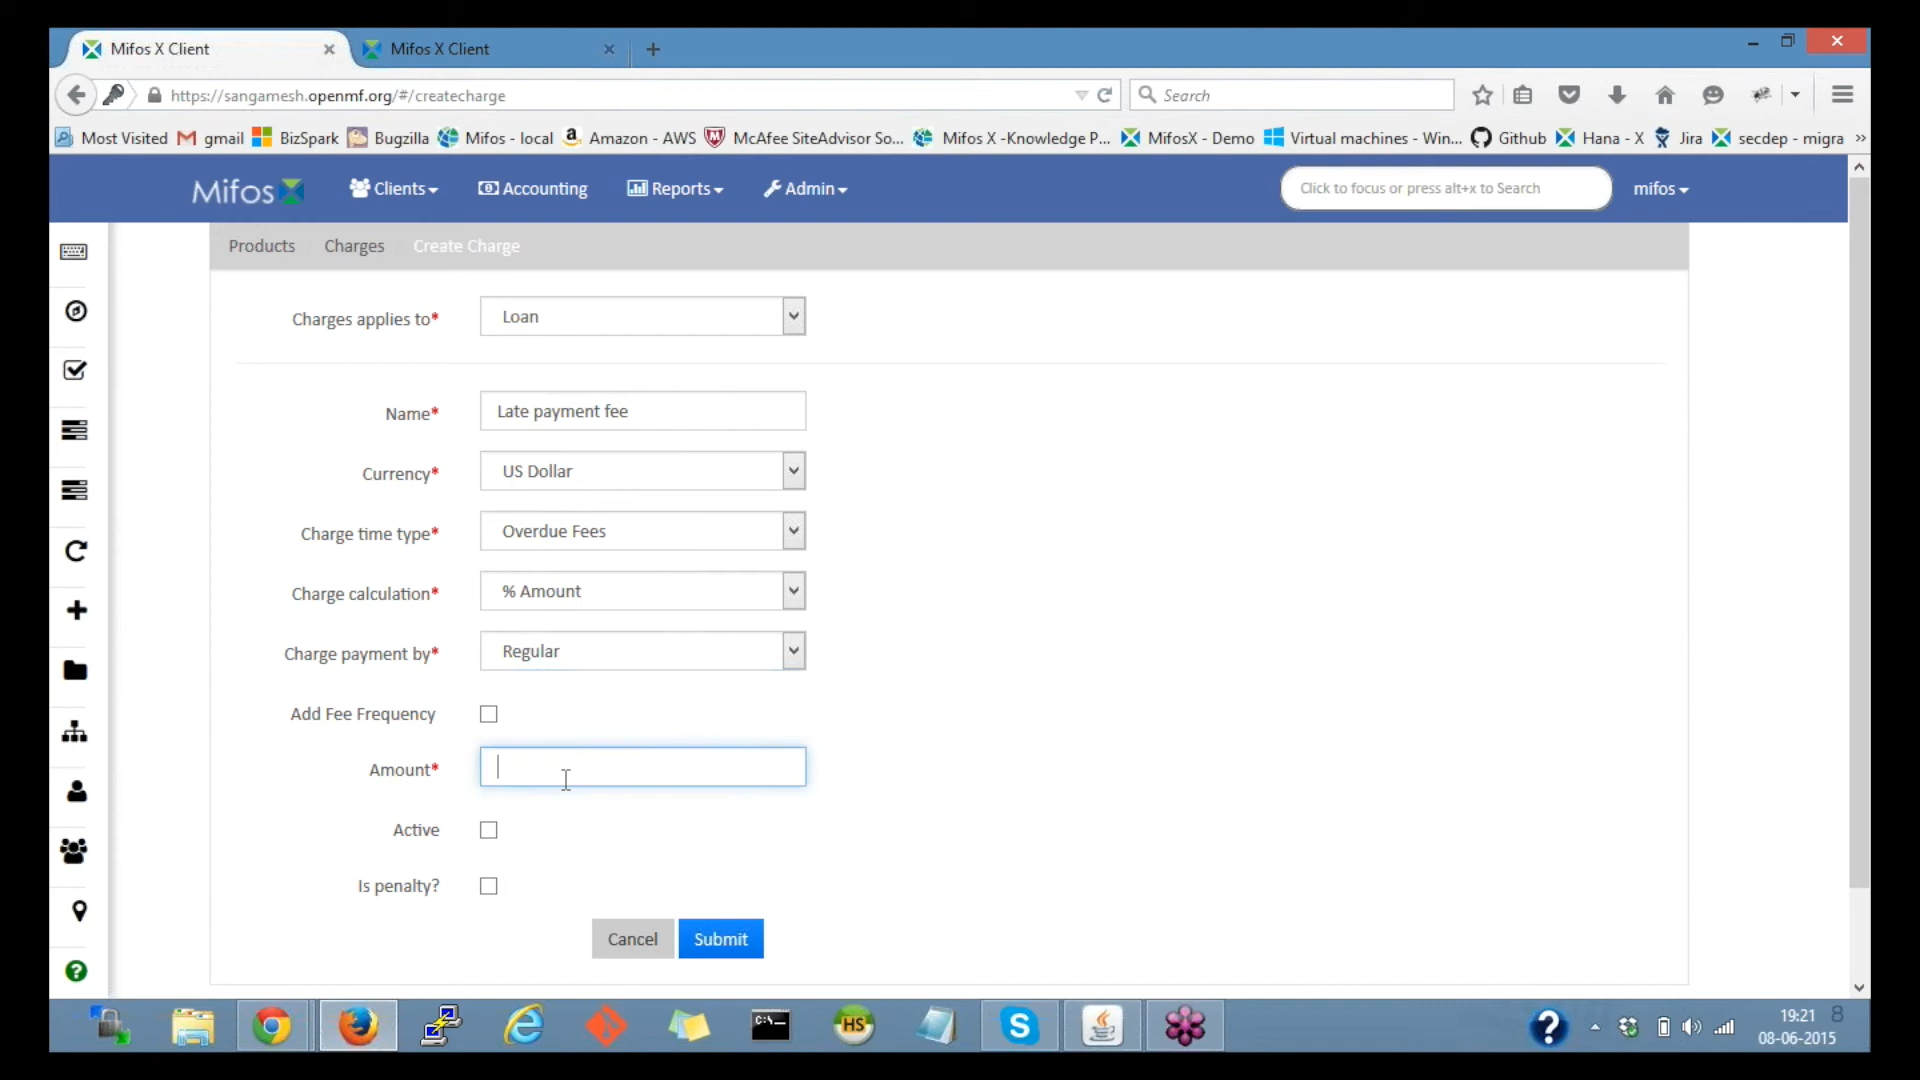 Mifos X Client
Mifos X Client
https://sangamesh.openmf.org/#/createcharge
Search
Most Visited gmail BizSpark Bugzilla Mifos - local Amazon - AWS McAfee SiteAdvisor So... Mifos X -Knowledge P... MifosX - Demo Virtual machines - Win... Github Hana - X Jira secdep - migra »
Mifos Clients Accounting Reports Admin Click to focus or press alt+x to Search mifos
Products Charges Create Charge
Charges applies to* Loan
Name* Late payment fee
Currency* US Dollar
Charge time type* Overdue Fees
Charge calculation* % Amount
Charge payment by* Regular
Add Fee Frequency
Amount*
Active
Is penalty?
Cancel Submit
C:\
HS
S
19:21 8
08-06-2015